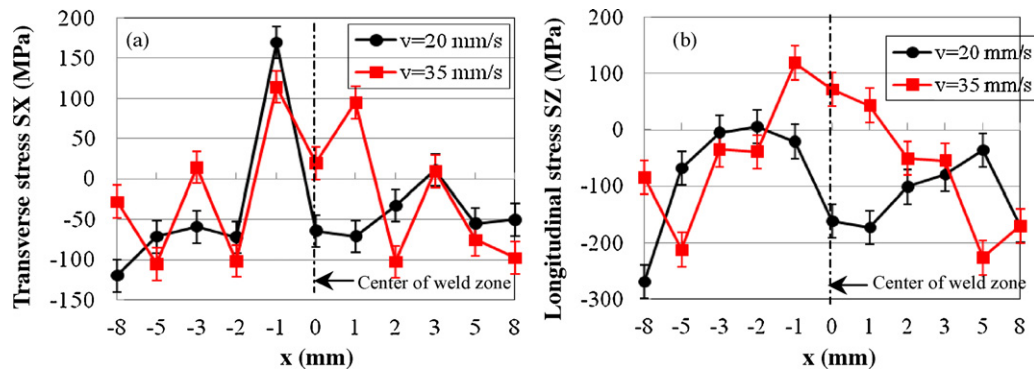 (a)
v=20 mm/s
v=35 mm/s
Transverse stress SX (MPa)
200
150
100
50
0
-50
-100
-150
Center of weld zone
-8 -5 -3 -2 -1 0 1 2 3 5 8
x (mm)
(b)
v=20 mm/s
v=35 mm/s
Longitudinal stress SZ (MPa)
200
100
0
-100
-200
-300
Center of weld zone
-8 -5 -3 -2 -1 0 1 2 3 5 8
x (mm)